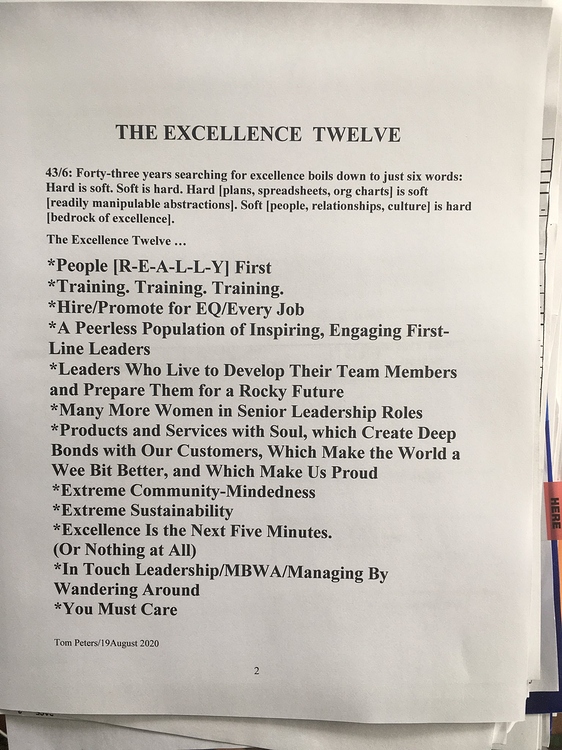 THE EXCELLENCE TWELVE
43/6: Forty-three years searching for excellence boils down to just six words:
Hard is soft. Soft is hard. Hard [plans, spreadsheets, org charts] is soft
[readily manipulable abstractions]. Soft [people, relationships, culture] is hard
[bedrock of excellence].
The Excellence Twelve …
*People [R-E-A-L-L-Y] First
*Training. Training. Training.
*Hire/Promote for EQ/Every Job
*A Peerless Population of Inspiring, Engaging First-
Line Leaders
*Leaders Who Live to Develop Their Team Members
and Prepare Them for a Rocky Future
*Many More Women in Senior Leadership Roles
*Products and Services with Soul, which Create Deep
Bonds with Our Customers, Which Make the World a
Wee Bit Better, and Which Make Us Proud
*Extreme Community-Mindedness
*Extreme Sustainability
*Excellence Is the Next Five Minutes.
(Or Nothing at All)
*In Touch Leadership/MBWA/Managing By
Wandering Around
*You Must Care
Tom Peters/19August 2020
2
HERE